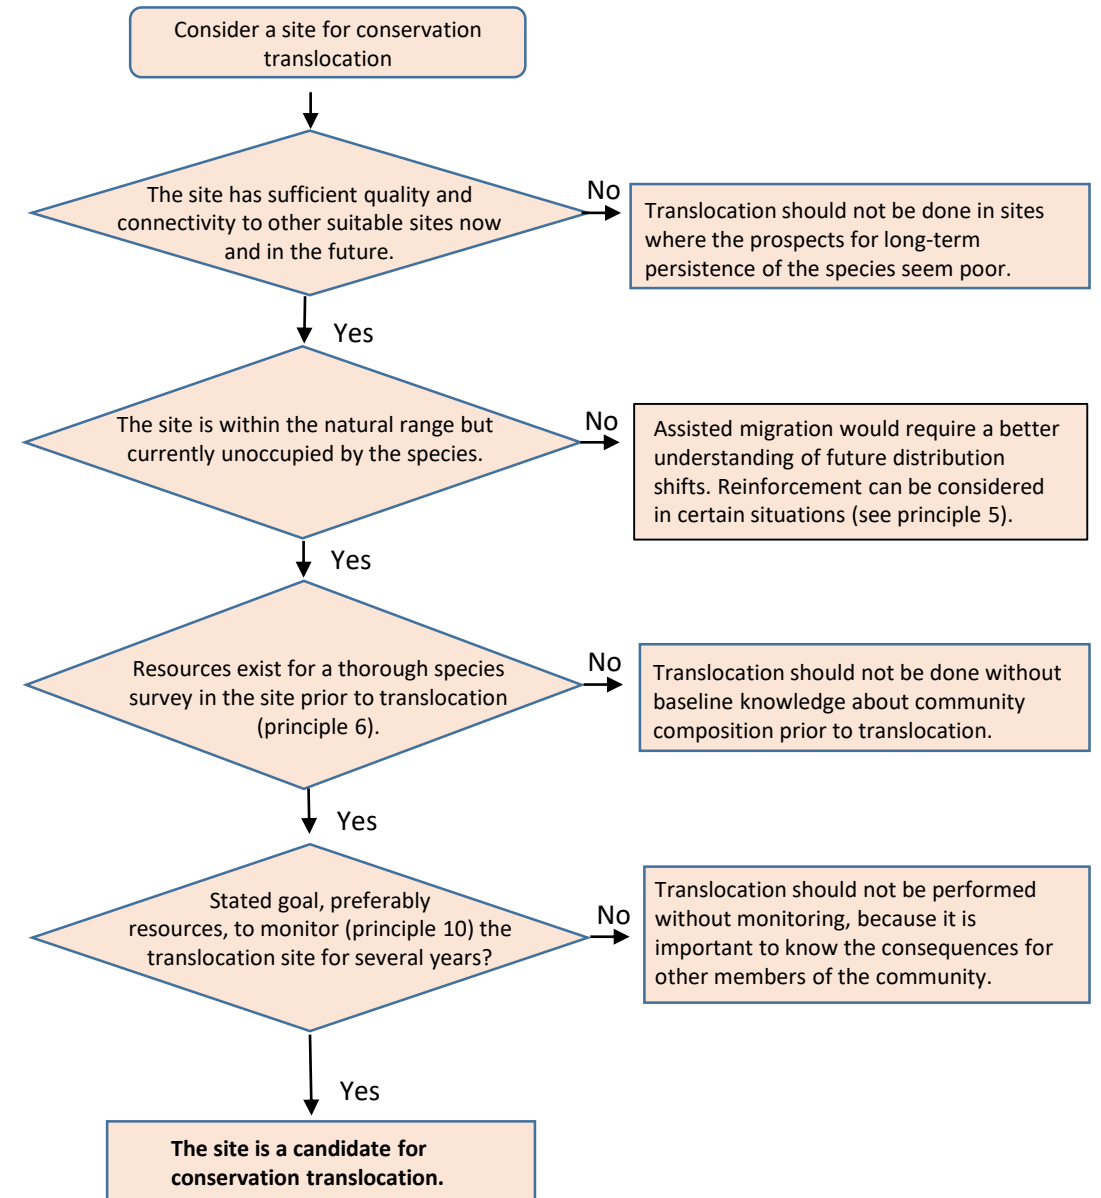 Consider a site for conservation
translocation
The site has sufficient quality and
connectivity to other suitable sites now
and in the future.
No
Translocation should not be done in sites
where the prospects for long-term
persistence of the species seem poor.
Yes
The site is within the natural range but
currently unoccupied by the species.
No
Assisted migration would require a better
understanding of future distribution
shifts. Reinforcement can be considered
in certain situations (see principle 5).
Yes
Resources exist for a thorough species
survey in the site prior to translocation
(principle 6).
No
Translocation should not be done without
baseline knowledge about community
composition prior to translocation.
Yes
Stated goal, preferably
resources, to monitor (principle 10) the
translocation site for several years?
No
Translocation should not be performed
without monitoring, because it is
important to know the consequences for
other members of the community.
Yes
The site is a candidate for
conservation translocation.